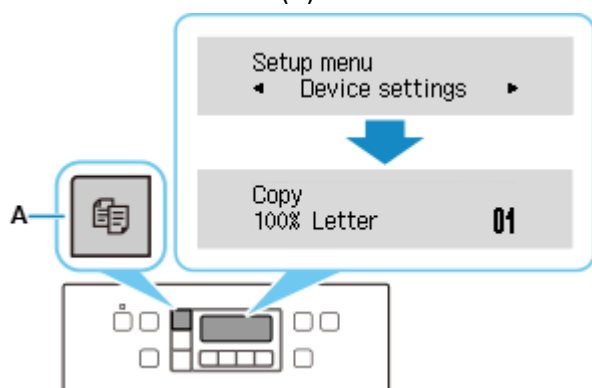 Setup menu
◄ Device settings ►
Copy
100% Letter 01
A